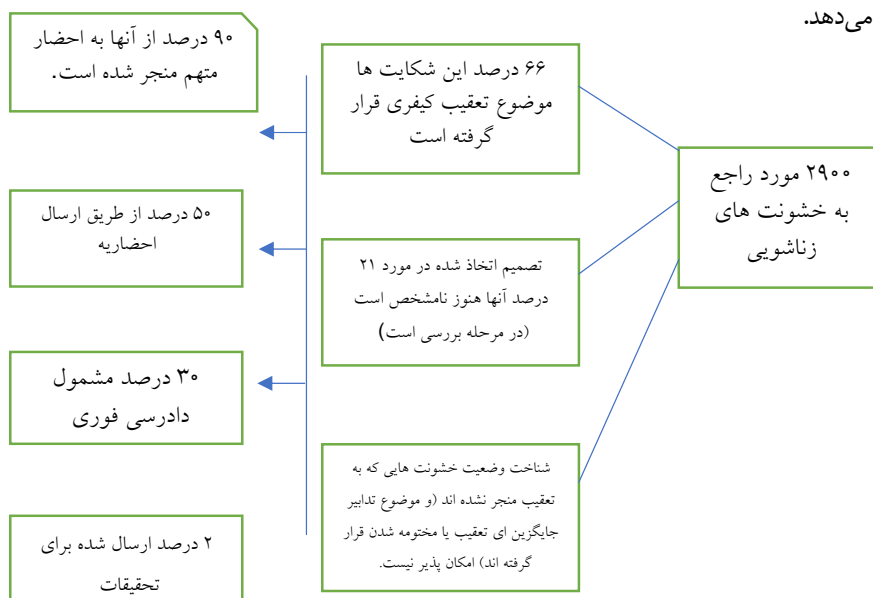 می‌دهد.
۲۹۰۰ مورد راجع
به خشونت های
زناشویی
۶۶ درصد این شکایت ها
موضوع تعقیب کیفری قرار
گرفته است
تصمیم اتخاذ شده در مورد ۲۱
درصد آنها هنوز نامشخص است
(در مرحله بررسی است)
شناخت وضعیت خشونت هایی که به
تعقیب منجر نشده اند (و موضوع تدابیر
جایگزین ای تعقیب یا مختومه شدن قرار
گرفته اند) امکان پذیر نیست.
۹۰ درصد از آنها به احضار
متهم منجر شده است.
۵۰ درصد از طریق ارسال
احضاریه
۳۰ درصد مشمول
دادرسی فوری
۲ درصد ارسال شده برای
تحقیقات